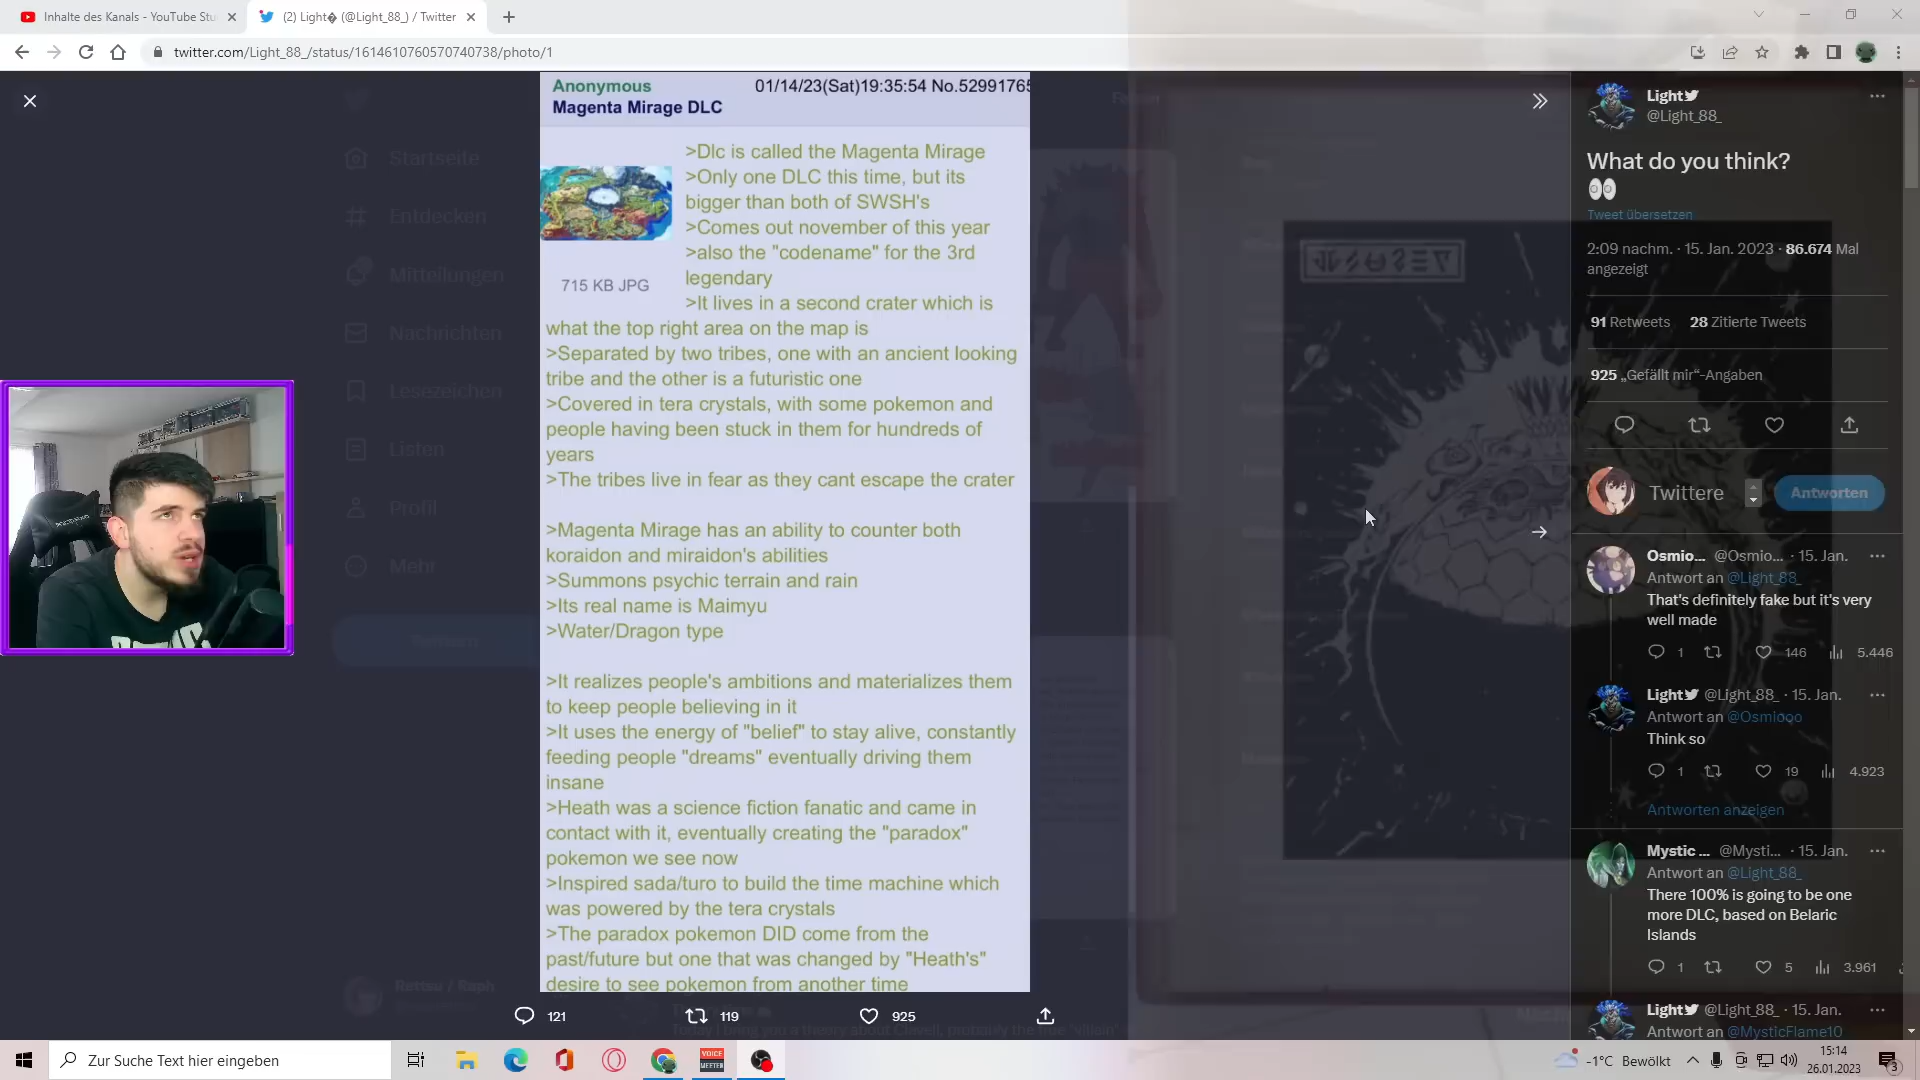 Inhalte des Kanals - YouTube Stu
(2) Light� (@Light_88_) / Twitter
twitter.com/Light_88_/status/1614610760570740738/photo/1
Anonymous
01/14/23(Sat)19:35:54 No.52991765
Magenta Mirage DLC
715 KB JPG
>Dlc is called the Magenta Mirage
>Only one DLC this time, but its
bigger than both of SWSH's
>Comes out november of this year
>also the "codename" for the 3rd
legendary
>It lives in a second crater which is
what the top right area on the map is
>Separated by two tribes, one with an ancient looking
tribe and the other is a futuristic one
>Covered in tera crystals, with some pokemon and
people having been stuck in them for hundreds of
years
>The tribes live in fear as they cant escape the crater
>Magenta Mirage has an ability to counter both
koraidon and miraidon's abilities
>Summons psychic terrain and rain
>Its real name is Maimyu
>Water/Dragon type
>It realizes people's ambitions and materializes them
to keep people believing in it
>It uses the energy of "belief" to stay alive, constantly
feeding people "dreams" eventually driving them
insane
>Heath was a science fiction fanatic and came in
contact with it, eventually creating the "paradox"
pokemon we see now
>Inspired sada/turo to build the time machine which
was powered by the tera crystals
>The paradox pokemon DID come from the
past/future but one that was changed by "Heath's"
desire to see pokemon from another time
121
119
925
Startseite
Entdecken
Mitteilungen
Nachrichten
Lesezeichen
Listen
Profil
Mehr
Rettsu / Raph
Light
@Light_88_
What do you think?
Tweet übersetzen
2:09 nachm. · 15. Jan. 2023 · 86.674 Mal
angezeigt
91 Retweets 28 Zitierte Tweets
925 „Gefällt mir“-Angaben
Twittere
Antworten
Osmio... @Osmio... · 15. Jan.
Antwort an @Light_88_
That's definitely fake but it's very
well made
1 146 5.446
Light @Light_88_ · 15. Jan.
Antwort an @Osmiooo
Think so
1 19 4.923
Antworten anzeigen
Mystic ... @Mysti... · 15. Jan.
Antwort an @Light_88_
There 100% is going to be one
more DLC, based on Belaric
Islands
1 5 3.961
Light @Light_88_ · 15. Jan.
Antwort an @MysticFlame10
Zur Suche Text hier eingeben
VOICE
MEETER
-1°C Bewölkt
15:14
26.01.2023
3